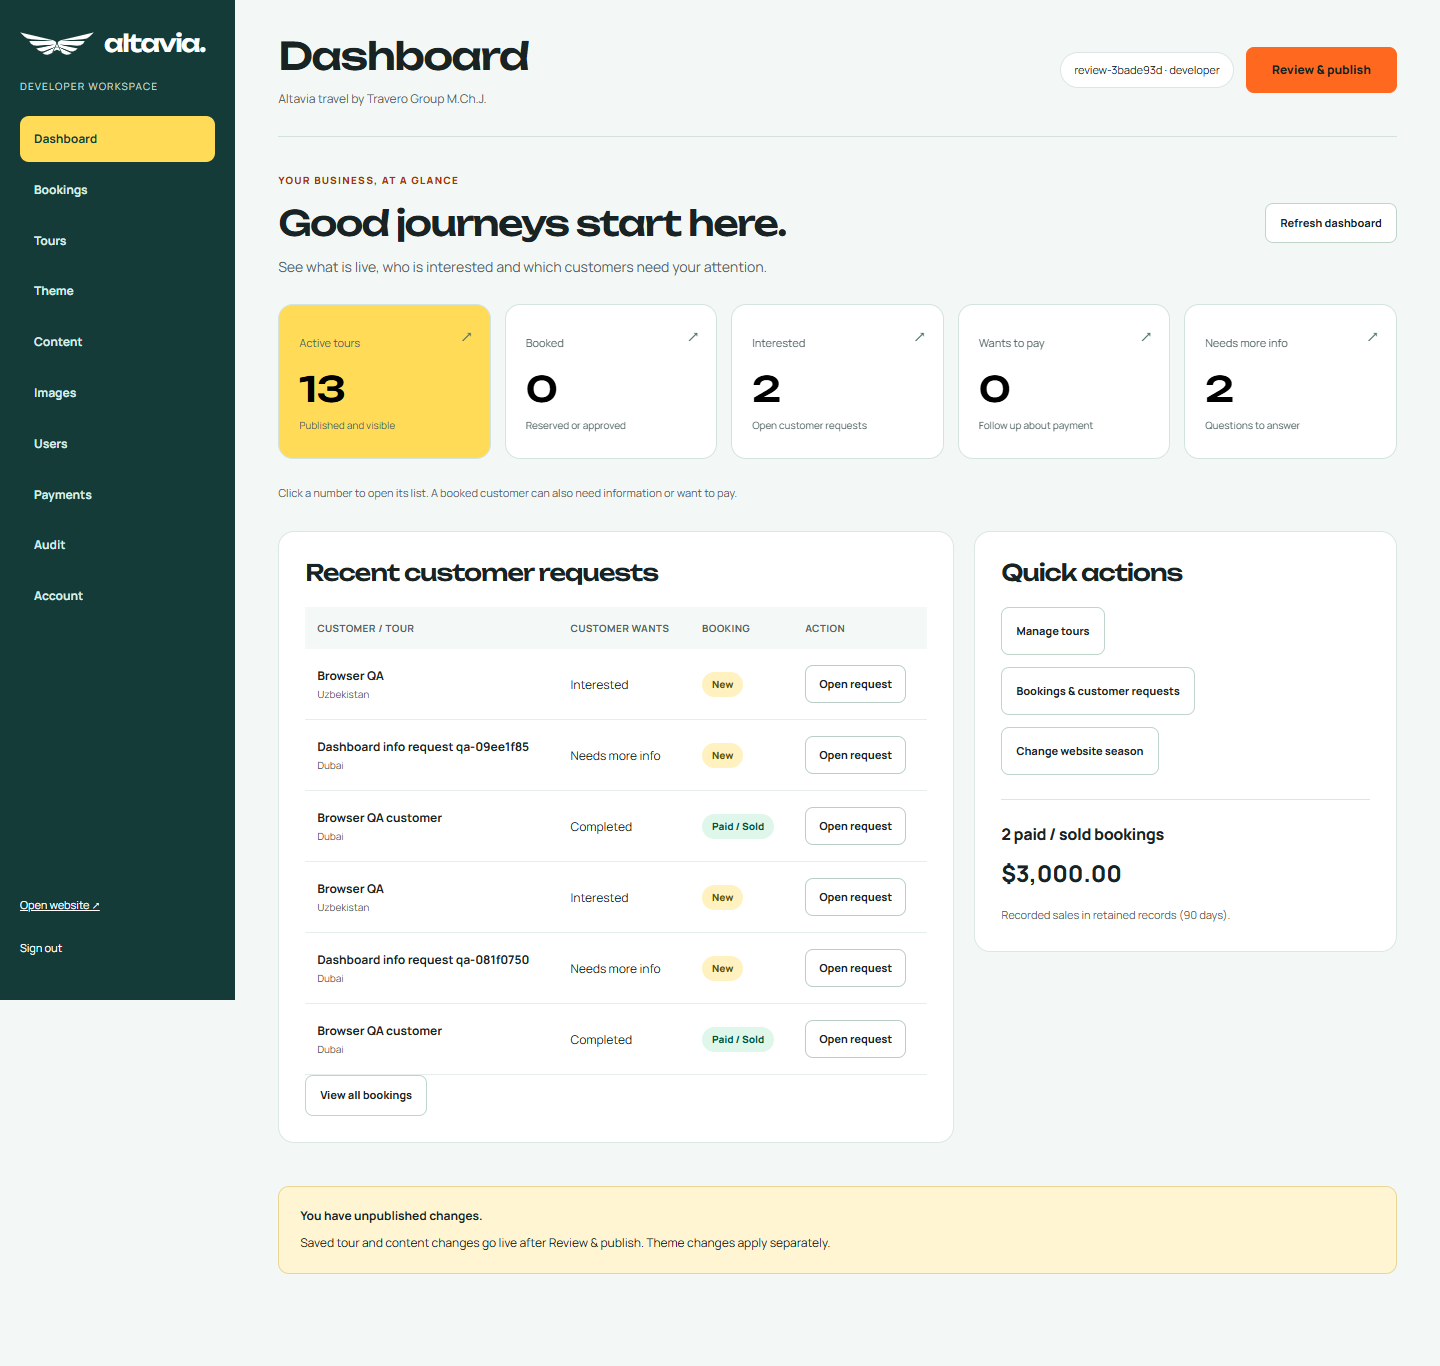 altavia.
DEVELOPER WORKSPACE
Dashboard
Bookings
Tours
Theme
Content
Images
Users
Payments
Audit
Account
Open website ↗
Sign out
Dashboard
Altavia travel by Travero Group M.Ch.J.
review-3bade93d · developer
Review & publish
YOUR BUSINESS, AT A GLANCE
Good journeys start here.
See what is live, who is interested and which customers need your attention.
Refresh dashboard
Active tours ↗
13
Published and visible
Booked ↗
0
Reserved or approved
Interested ↗
2
Open customer requests
Wants to pay ↗
0
Follow up about payment
Needs more info ↗
2
Questions to answer
Click a number to open its list. A booked customer can also need information or want to pay.
Recent customer requests
CUSTOMER / TOUR CUSTOMER WANTS BOOKING ACTION
Browser QA
Uzbekistan
Interested New Open request
Dashboard info request qa-09ee1f85
Dubai
Needs more info New Open request
Browser QA customer
Dubai
Completed Paid / Sold Open request
Browser QA
Uzbekistan
Interested New Open request
Dashboard info request qa-081f0750
Dubai
Needs more info New Open request
Browser QA customer
Dubai
Completed Paid / Sold Open request
View all bookings
Quick actions
Manage tours
Bookings & customer requests
Change website season
2 paid / sold bookings
$3,000.00
Recorded sales in retained records (90 days).
You have unpublished changes.
Saved tour and content changes go live after Review & publish. Theme changes apply separately.